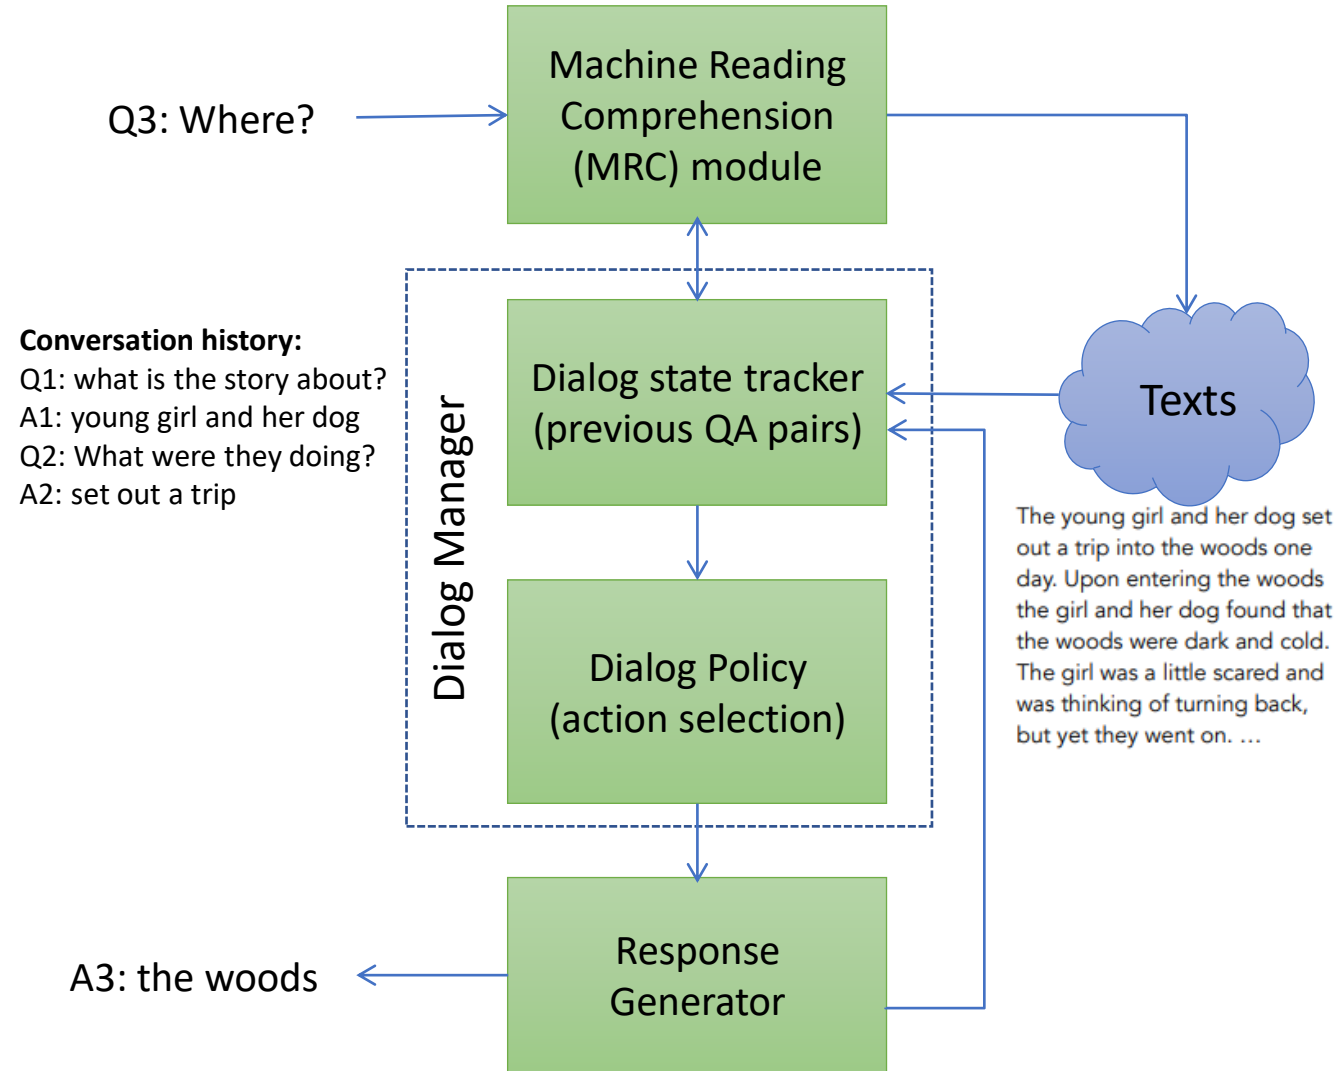 Machine Reading
Comprehension
(MRC) module
Q3: Where?
Conversation history:
Q1: what is the story about?
A1: young girl and her dog
Q2: What were they doing?
A2: set out a trip
Dialog Manager
Dialog state tracker
(previous QA pairs)
Texts
The young girl and her dog set
out a trip into the woods one
day. Upon entering the woods
the girl and her dog found that
the woods were dark and cold.
The girl was a little scared and
was thinking of turning back,
but yet they went on. …
Dialog Policy
(action selection)
Response
Generator
A3: the woods